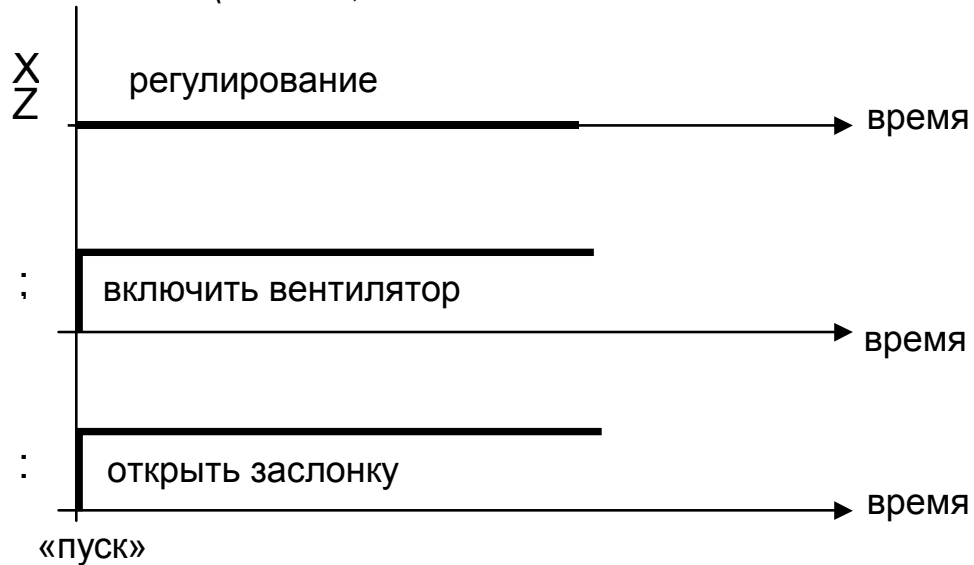 X
Z
регулирование
время
;
включить вентилятор
время
:
открыть заслонку
время
«пуск»